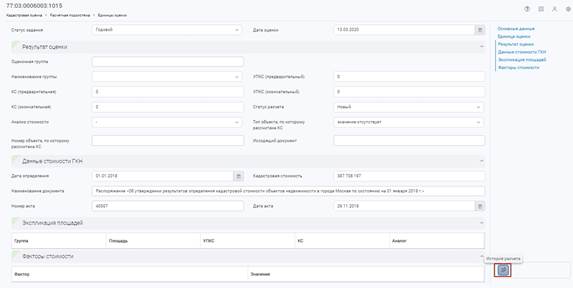 77:03:0006003:1015
Кадастровая оценка • Расчетная подсистема • Единицы оценки
Статус задания Годовой Дата оценки 13.03.2020
Результат оценки
Оценочная группа
Наименование группы УПКС (предварительный) 0
КС (предварительная) 0 УПКС (окончательный) 0
КС (окончательная) 0 Статус расчета Новый
Анализ стоимости - Тип объекта, по которому рассчитана КС значение отсутствует
Номер объекта, по которому рассчитана КС Исходящий документ
Данные стоимости ГКН
Дата определения 01.01.2018 Кадастровая стоимость 387 708 197
Наименование документа Распоряжение «Об утверждении результатов определения кадастровой стоимости объектов недвижимости в городе Москве по состоянию на 01 января 2018 г.»
Номер акта 40557 Дата акта 29.11.2018
Экспликация площадей
Группа Площадь УПКС КС Аналог
Факторы стоимости
Фактор Значение
Основные данные
Единица оценки
Результат оценки
Данные стоимости ГКН
Экспликация площадей
Факторы стоимости
История расчета